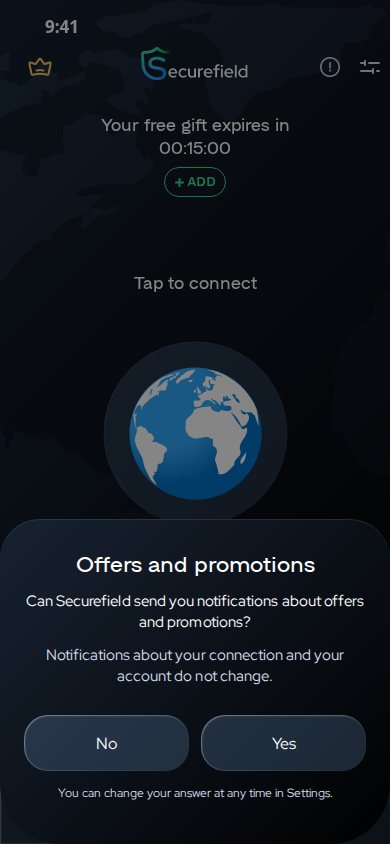 9:41
Securefield
Your free gift expires in
00:15:00
+ ADD
Tap to connect
Offers and promotions
Can Securefield send you notifications about offers
and promotions?
Notifications about your connection and your
account do not change.
No
Yes
You can change your answer at any time in Settings.